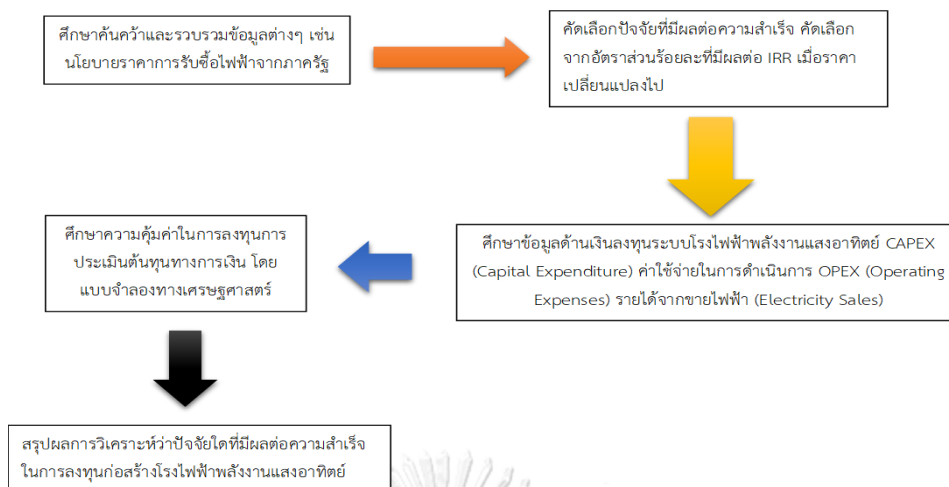 ศึกษาค้นคว้าและรวบรวมข้อมูลต่างๆ เช่น
นโยบายราคาการรับซื้อไฟฟ้าจากภาครัฐ
คัดเลือกปัจจัยที่มีผลต่อความสำเร็จ คัดเลือก
จากอัตราส่วนร้อยละที่มีผลต่อ IRR เมื่อราคา
เปลี่ยนแปลงไป
ศึกษาข้อมูลด้านเงินลงทุนระบบโรงไฟฟ้าพลังงานแสงอาทิตย์ CAPEX
(Capital Expenditure) ค่าใช้จ่ายในการดำเนินการ OPEX (Operating
Expenses) รายได้จากขายไฟฟ้า (Electricity Sales)
ศึกษาความคุ้มค่าในการลงทุนการ
ประเมินต้นทุนทางการเงิน โดย
แบบจำลองทางเศรษฐศาสตร์
สรุปผลการวิเคราะห์ว่าปัจจัยใดที่มีผลต่อความสำเร็จ
ในการลงทุนก่อสร้างโรงไฟฟ้าพลังงานแสงอาทิตย์